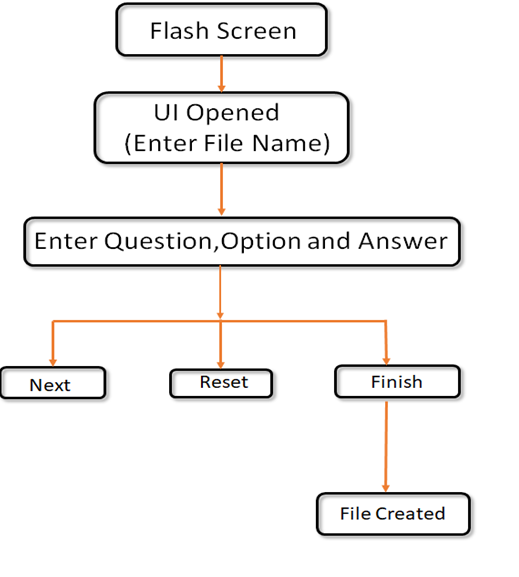 Flash Screen
UI Opened
(Enter File Name)
Enter Question,Option and Answer
Next
Reset
Finish
File Created